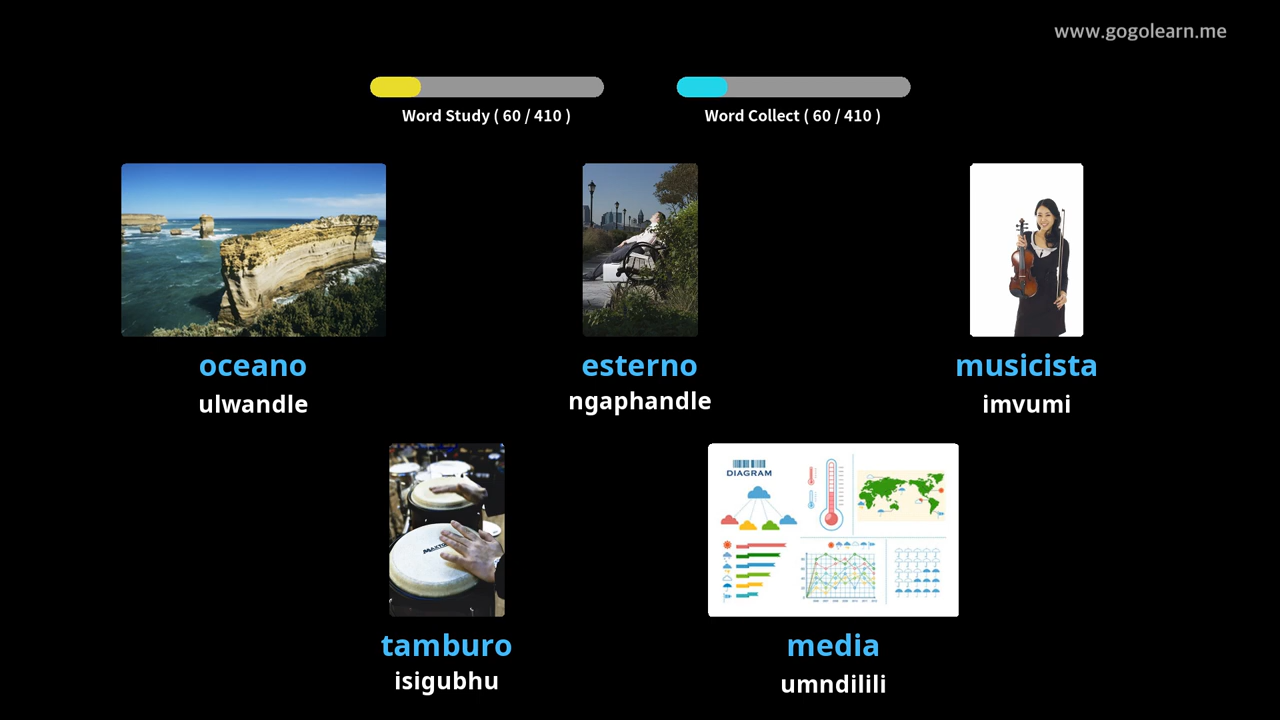 www.gogolearn.me
Word Study ( 60 / 410 )
Word Collect ( 60 / 410 )
oceano
ulwandle
esterno
ngaphandle
musicista
imvumi
DIAGRAM
tamburo
isigubhu
media
umndilili